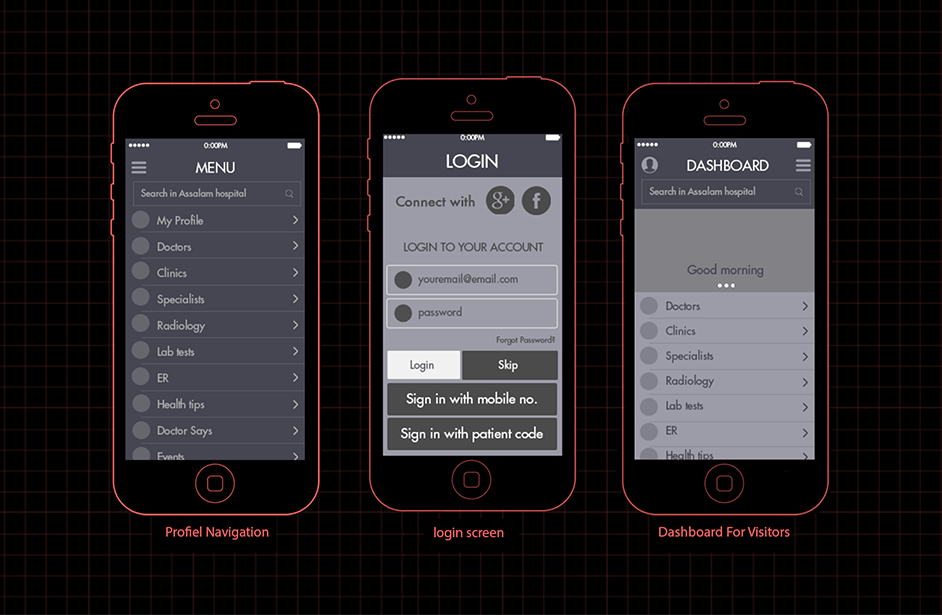 0:00PM
MENU
Search in Assalam hospital
My Profile
Doctors
Clinics
Specialists
Radiology
Lab tests
ER
Health tips
Doctor Says
Events
Profiel Navigation
0:00PM
LOGIN
Connect with
g+ f
LOGIN TO YOUR ACCOUNT
youremail@email.com
password
Forgot Password?
Login Skip
Sign in with mobile no.
Sign in with patient code
login screen
0:00PM
DASHBOARD
Search in Assalam hospital
Good morning
Doctors
Clinics
Specialists
Radiology
Lab tests
ER
Health tips
Dashboard For Visitors